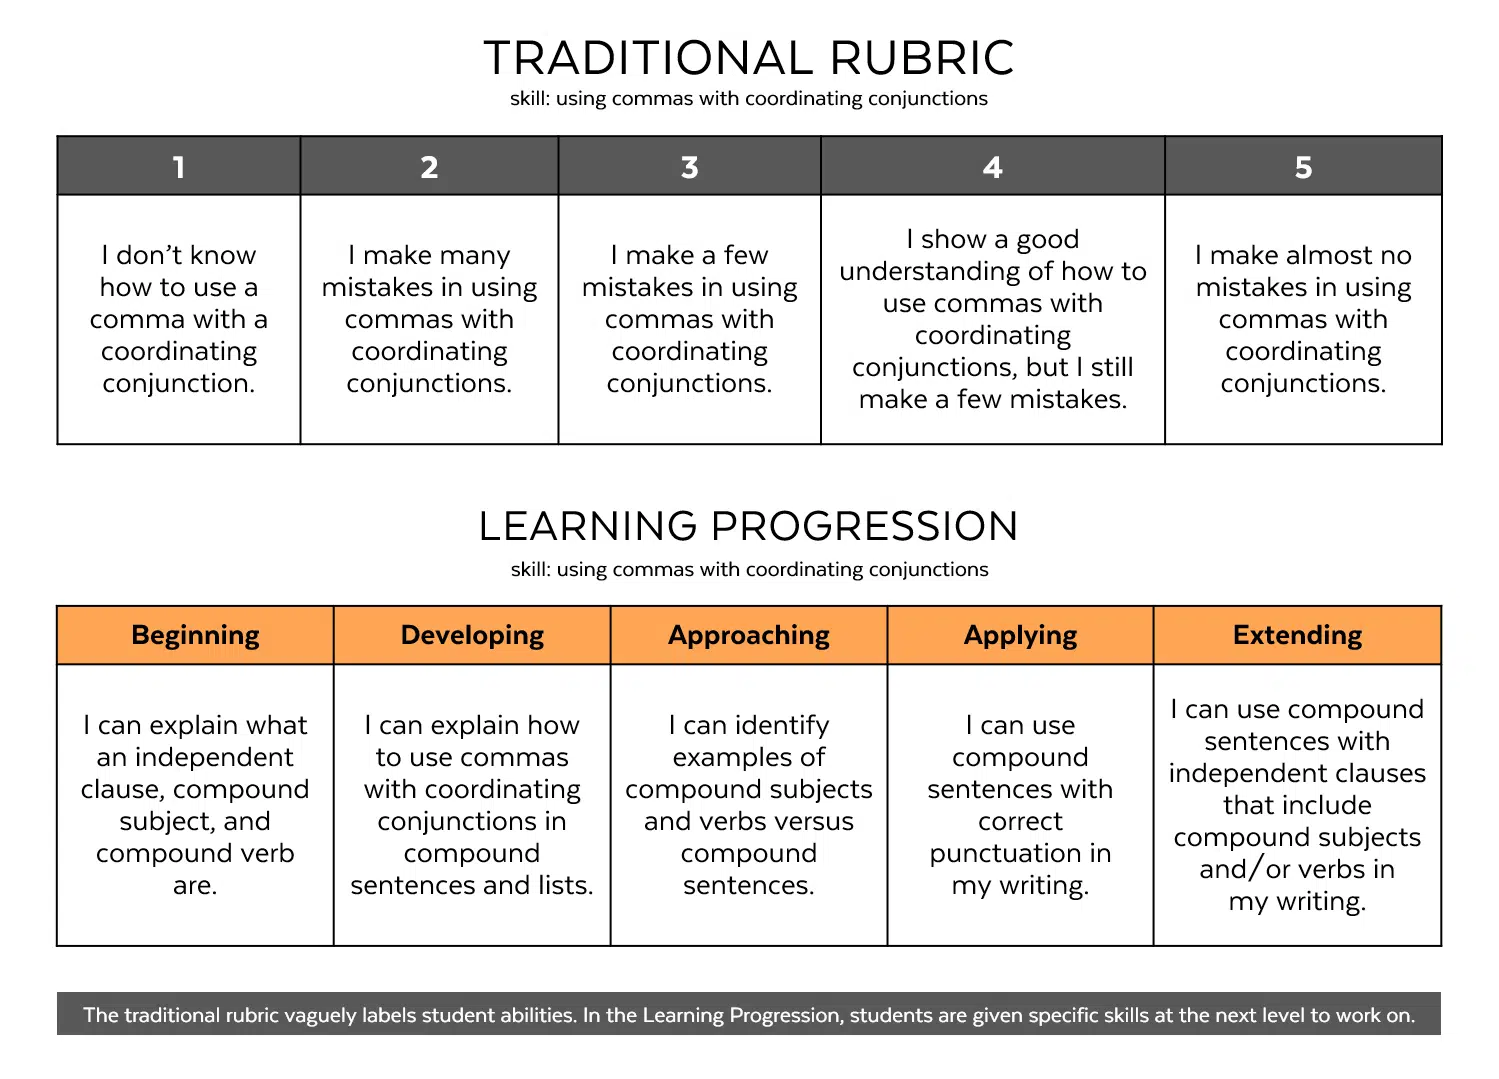 TRADITIONAL RUBRIC
skill: using commas with coordinating conjunctions
1
2
3
4
5
I don't know
how to use a
comma with a
coordinating
conjunction.
I make many
mistakes in using
commas with
coordinating
conjunctions.
I make a few
mistakes in using
commas with
coordinating
conjunctions.
I show a good
understanding of how to
use commas with
coordinating
conjunctions, but I still
make a few mistakes.
I make almost no
mistakes in using
commas with
coordinating
conjunctions.
LEARNING PROGRESSION
skill: using commas with coordinating conjunctions
Beginning
Developing
Approaching
Applying
Extending
I can explain what
an independent
clause, compound
subject, and
compound verb
are.
I can explain how
to use commas
with coordinating
conjunctions in
compound
sentences and lists.
I can identify
examples of
compound subjects
and verbs versus
compound
sentences.
I can use
compound
sentences with
correct
punctuation in
my writing.
I can use compound
sentences with
independent clauses
that include
compound subjects
and/or verbs in
my writing.
The traditional rubric vaguely labels student abilities. In the Learning Progression, students are given specific skills at the next level to work on.